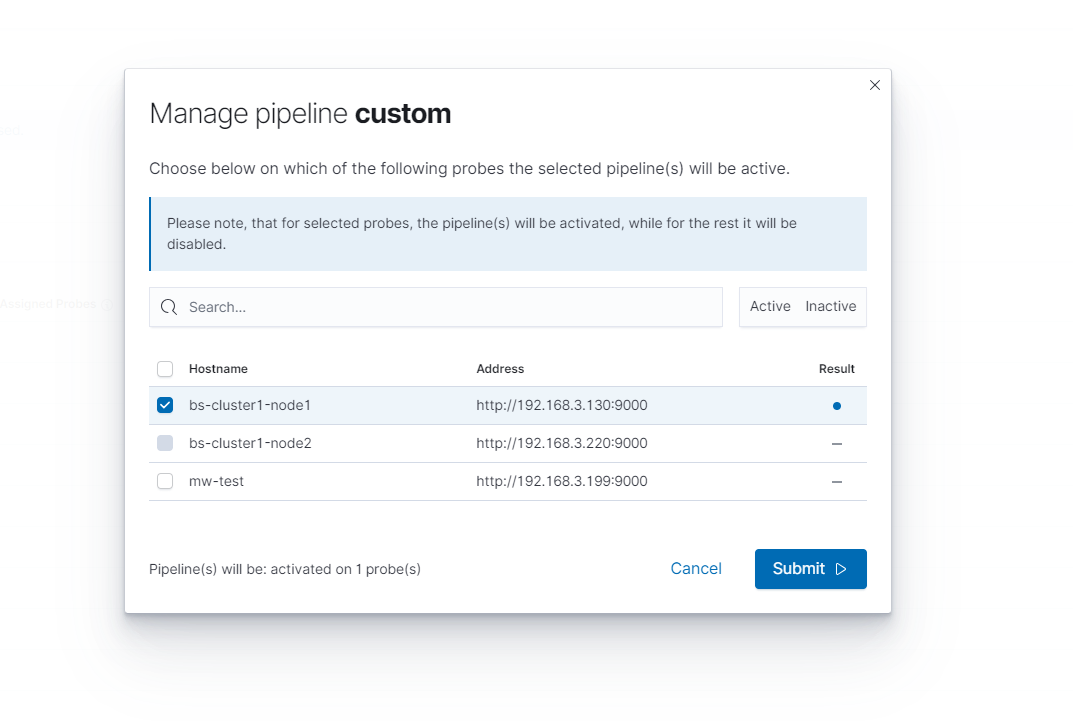 Manage pipeline custom
Choose below on which of the following probes the selected pipeline(s) will be active.
Please note, that for selected probes, the pipeline(s) will be activated, while for the rest it will be
disabled.
Search...
Active Inactive
Hostname Address Result
bs-cluster1-node1 http://192.168.3.130:9000
bs-cluster1-node2 http://192.168.3.220:9000
mw-test http://192.168.3.199:9000
Assigned Probes
Pipeline(s) will be: activated on 1 probe(s)
Cancel
Submit